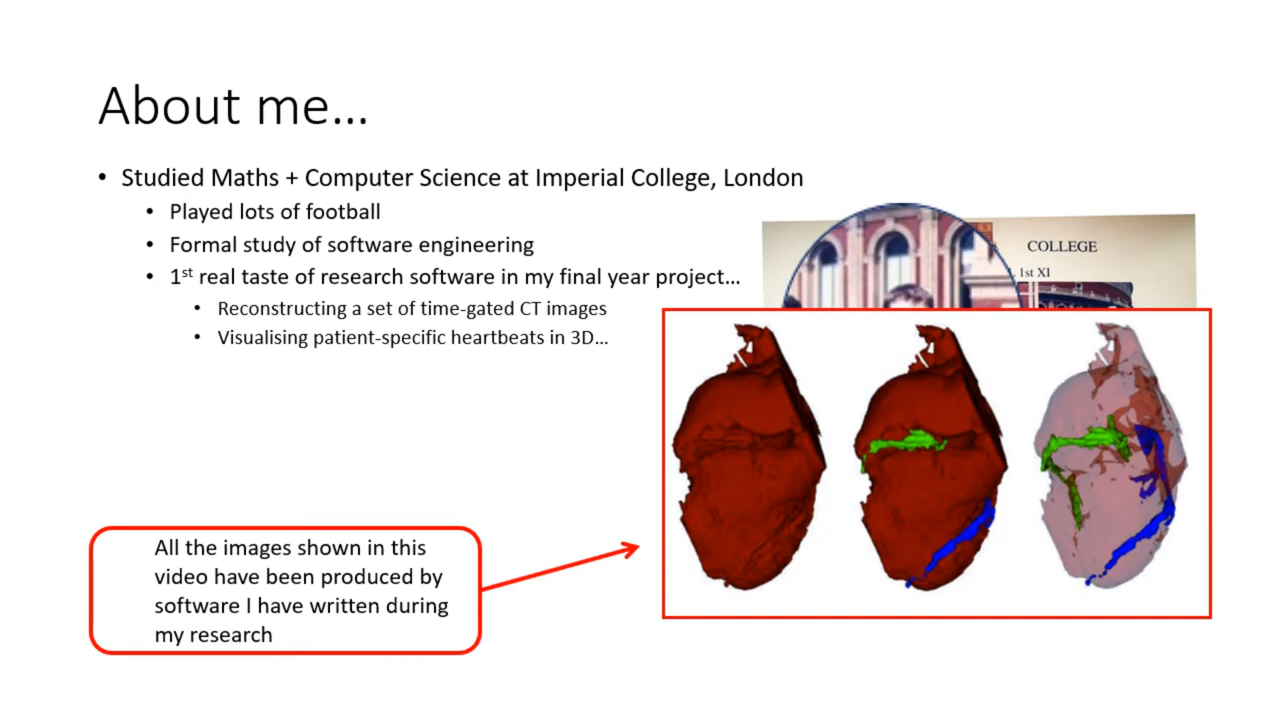 About me...
• Studied Maths + Computer Science at Imperial College, London
• Played lots of football
• Formal study of software engineering
• 1st real taste of research software in my final year project...
• Reconstructing a set of time-gated CT images
• Visualising patient-specific heartbeats in 3D...
COLLEGE
1st XI
All the images shown in this
video have been produced by
software I have written during
my research